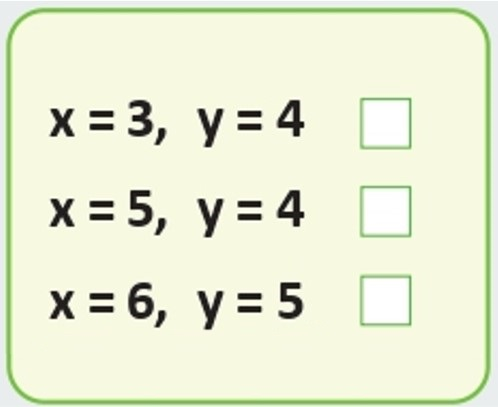 x = 3, y = 4
x = 5, y = 4
x = 6, y = 5